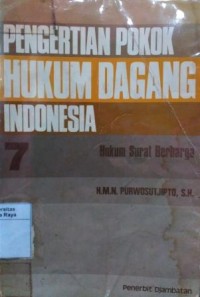 PENGERTIAN POKOK
HUKUM DAGANG
INDONESIA
7
Hukum Surat Berharga
H.M.N. PURWOSUTJIPTO, S.H.
Penerbit Djambatan